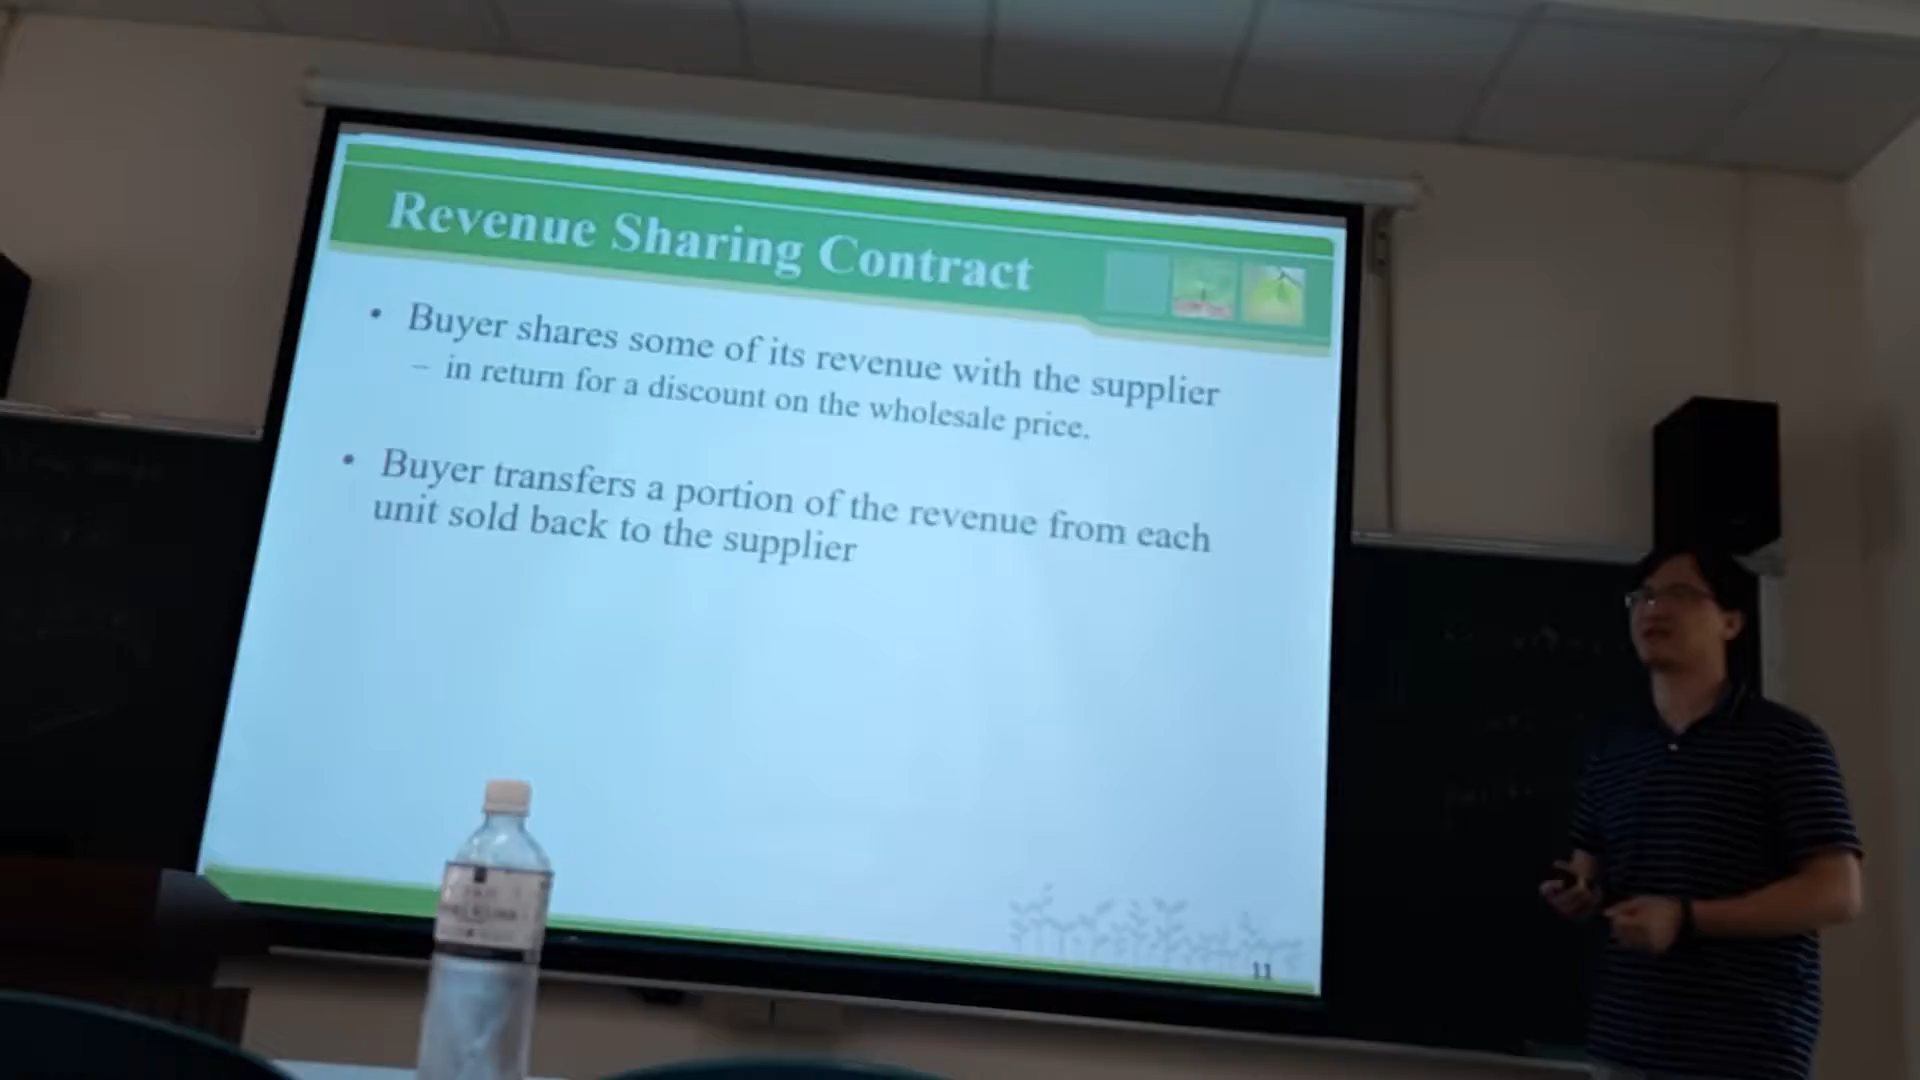 Revenue Sharing Contract
• Buyer shares some of its revenue with the supplier
– in return for a discount on the wholesale price.
• Buyer transfers a portion of the revenue from each
unit sold back to the supplier
11